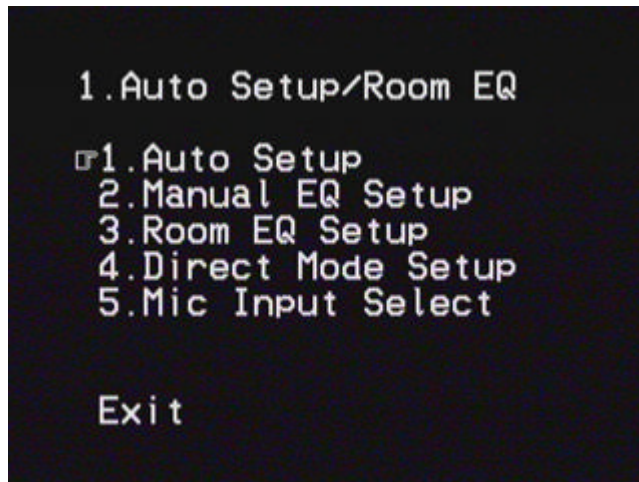 1.Auto Setup/Room EQ
☞1.Auto Setup
2.Manual EQ Setup
3.Room EQ Setup
4.Direct Mode Setup
5.Mic Input Select
Exit